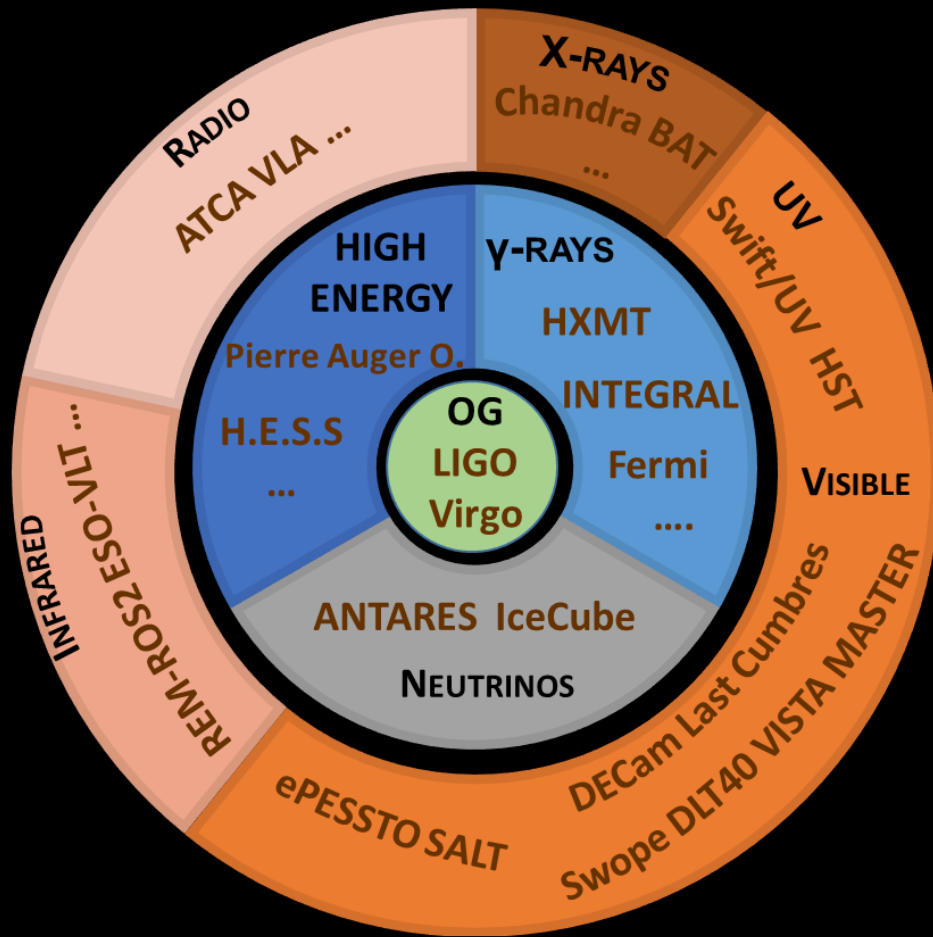 RADIO
ATCA VLA ...
X-RAYS
Chandra BAT
...
UV
Swift/UV HST
VISIBLE
DECam Last Cumbres
Swope DLT40 VISTA MASTER
ePESSTO SALT
INFRARED
REM-ROS2 ESO-VLT ...
HIGH
ENERGY
Pierre Auger O.
H.E.S.S
...
γ-RAYS
HXMT
INTEGRAL
Fermi
....
OG
LIGO
Virgo
ANTARES IceCube
NEUTRINOS